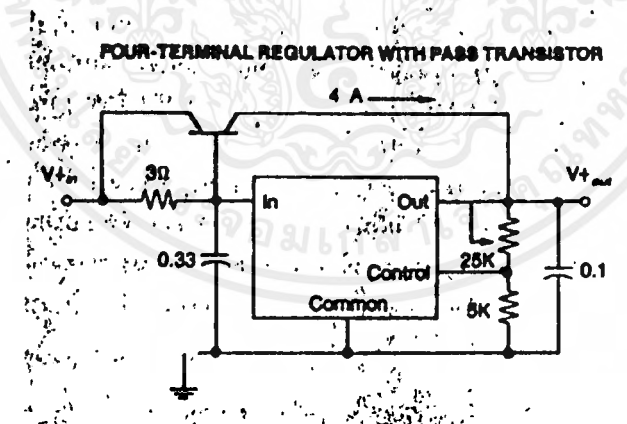 FOUR-TERMINAL REGULATOR WITH PASS TRANSISTOR
4 A
V+in
3Ω
In
Out
V+out
0.33
Control
25K
0.1
Common
5K